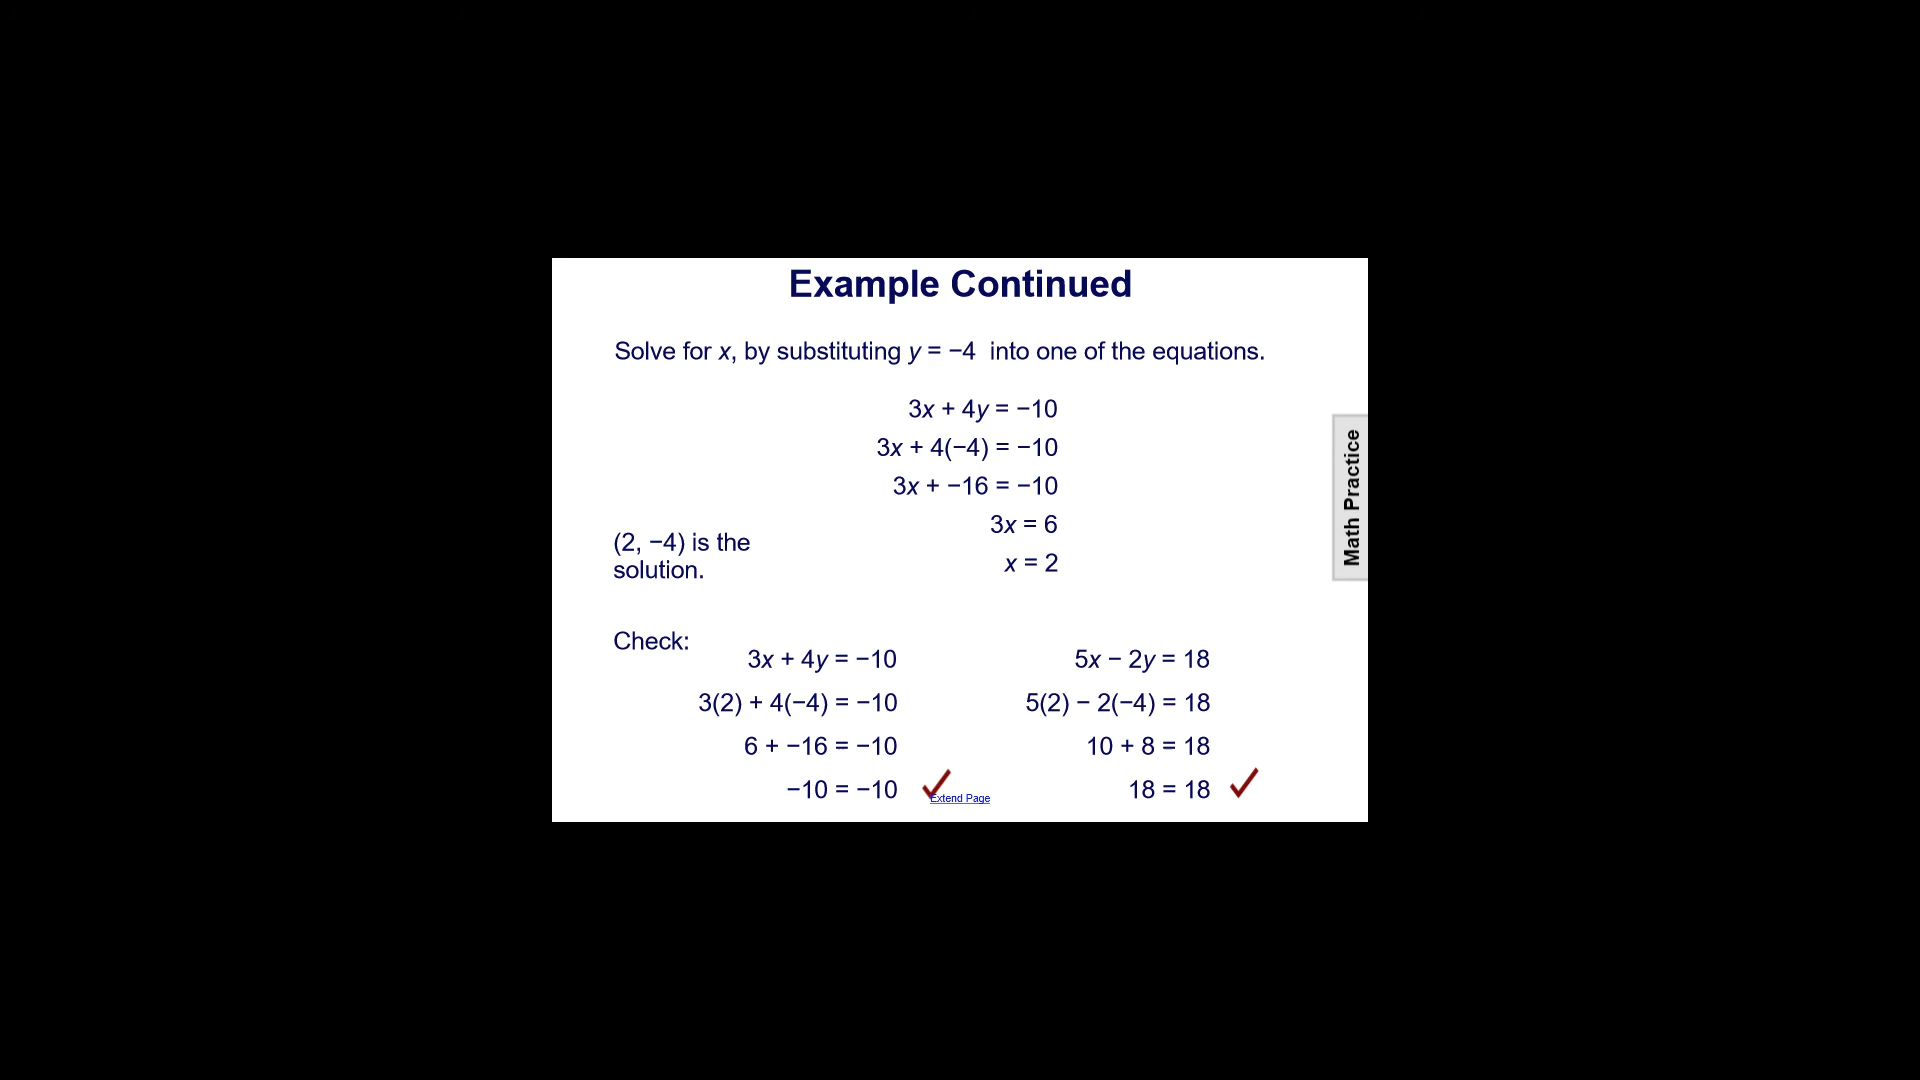 Example Continued
Solve for x, by substituting y = −4 into one of the equations.
3x + 4y = −10
3x + 4(−4) = −10
3x + −16 = −10
3x = 6
x = 2
(2, −4) is the
solution.
Math Practice
Check:
3x + 4y = −10
3(2) + 4(−4) = −10
6 + −16 = −10
−10 = −10
5x − 2y = 18
5(2) − 2(−4) = 18
10 + 8 = 18
18 = 18
Extend Page